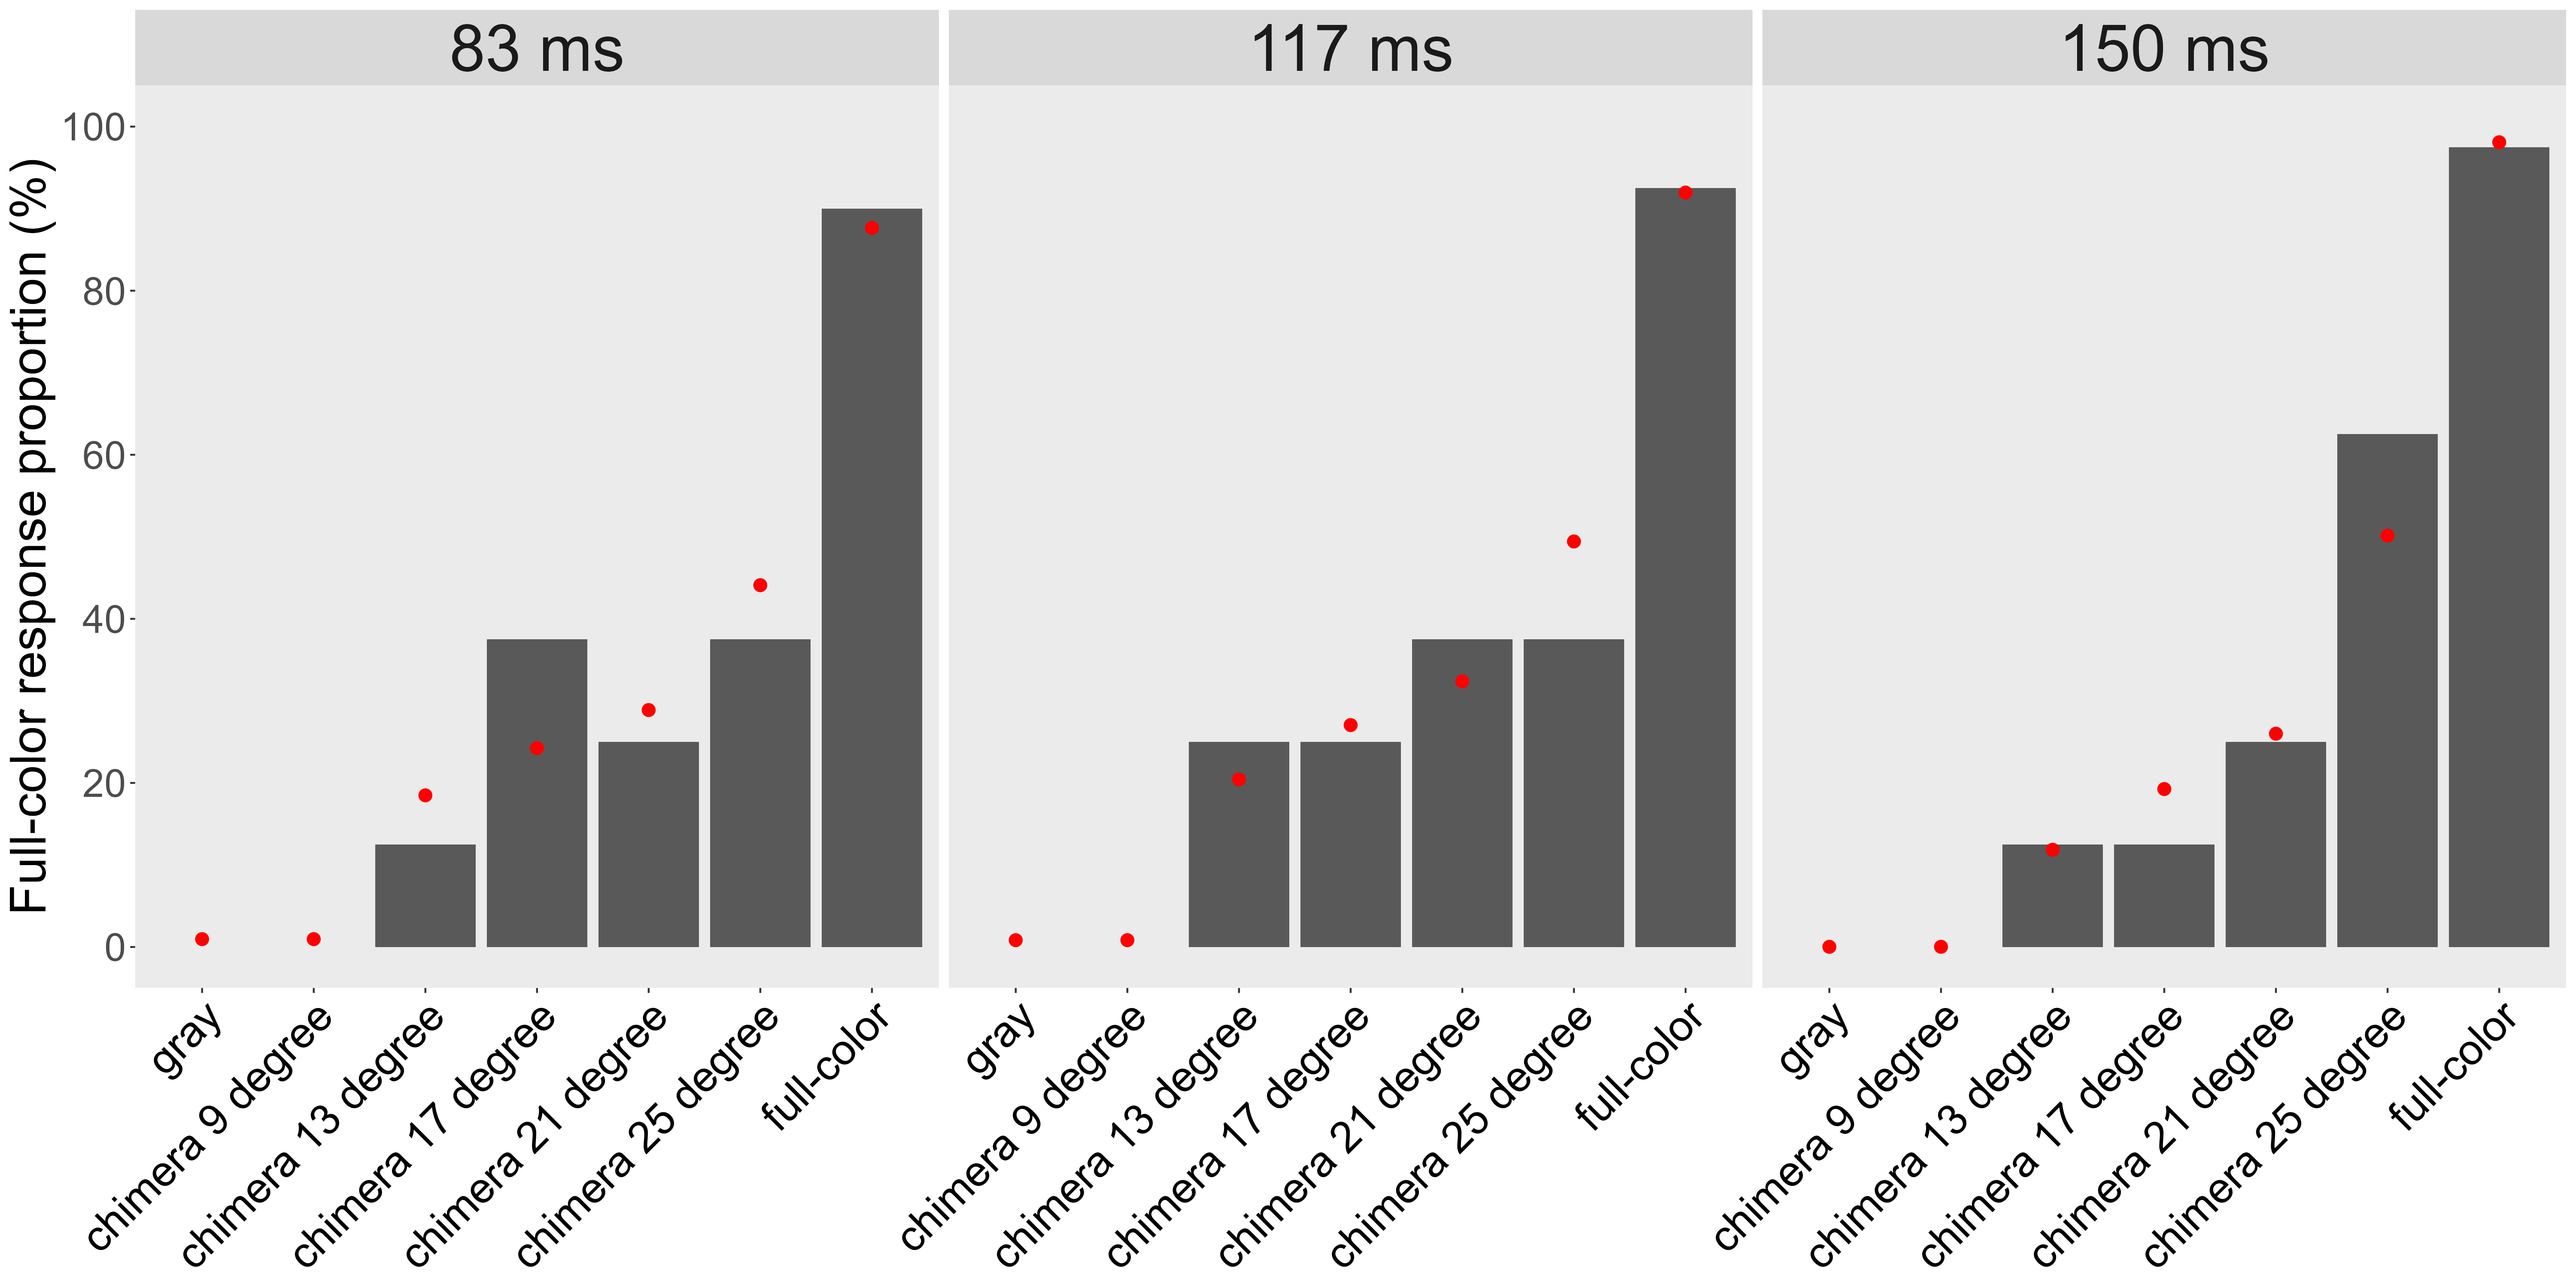 83 ms
117 ms
150 ms
Full-color response proportion (%)
100
80
60
40
20
0
gray
chimera 9 degree
chimera 13 degree
chimera 17 degree
chimera 21 degree
chimera 25 degree
full-color
gray
chimera 9 degree
chimera 13 degree
chimera 17 degree
chimera 21 degree
chimera 25 degree
full-color
gray
chimera 9 degree
chimera 13 degree
chimera 17 degree
chimera 21 degree
chimera 25 degree
full-color